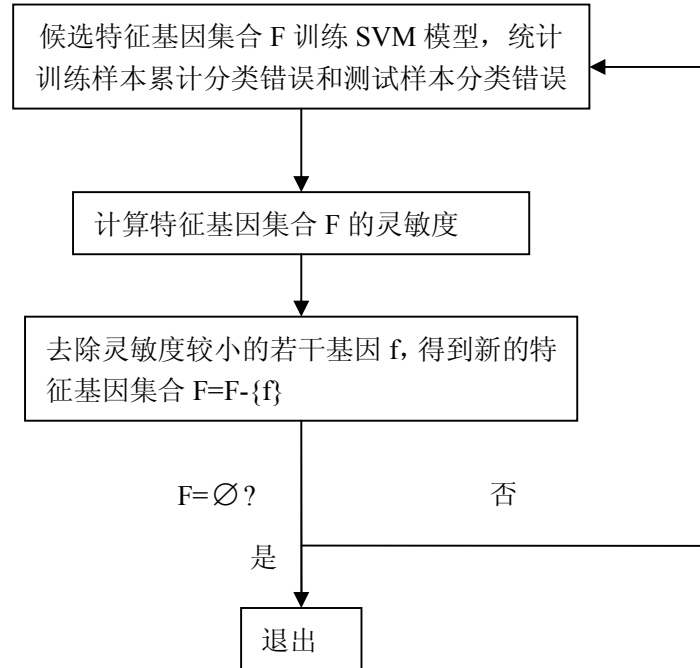 候选特征基因集合 F 训练 SVM 模型，统计
训练样本累计分类错误和测试样本分类错误
计算特征基因集合 F 的灵敏度
去除灵敏度较小的若干基因 f，得到新的特
征基因集合 F=F-{f}
F=∅?
否
是
退出